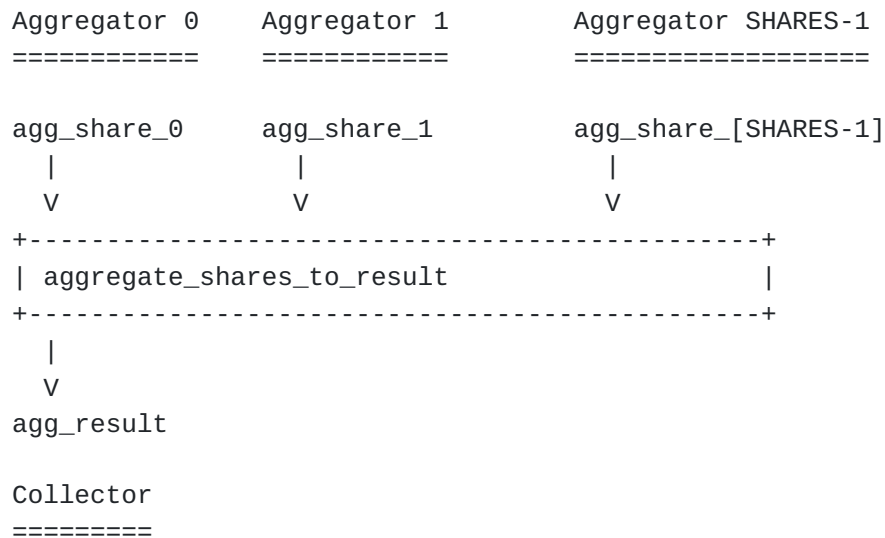 Aggregator 0    Aggregator 1        Aggregator SHARES-1
============    ============        ===================

agg_share_0     agg_share_1         agg_share_[SHARES-1]
  |               |                   |
  V               V                   V
+-----------------------------------------------+
| aggregate_shares_to_result                    |
+-----------------------------------------------+
  |
  V
agg_result

Collector
=========